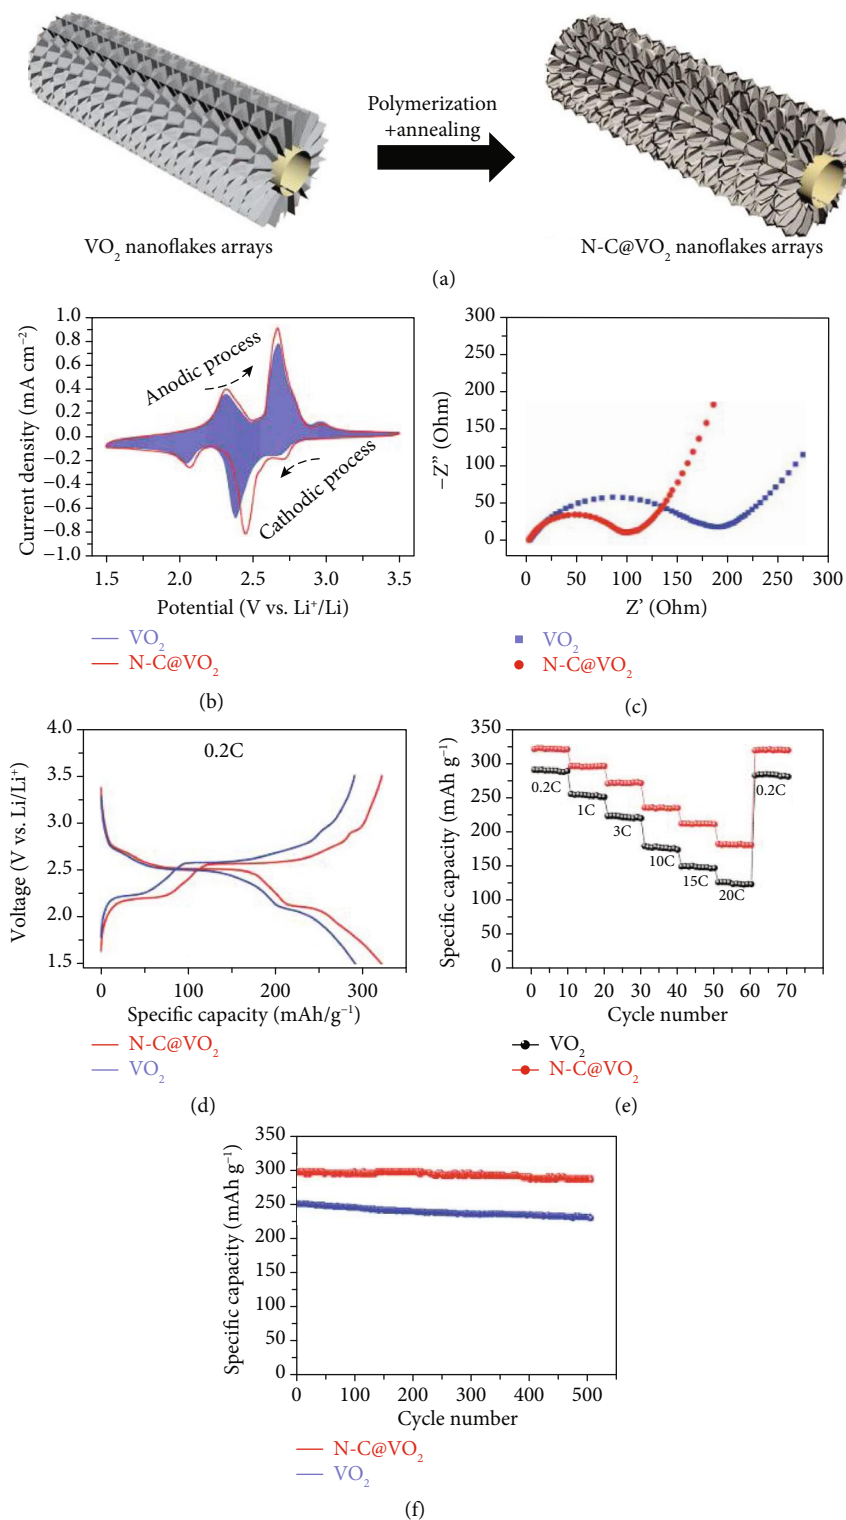 Polymerization
+annealing
VO₂ nanoflakes arrays
N-C@VO₂ nanoflakes arrays
(a)
Current density (mA cm⁻²)
1.0
0.8
0.6
0.4
0.2
0.0
−0.2
−0.4
−0.6
−0.8
−1.0
Anodic process
Cathodic process
1.5
2.0
2.5
3.0
3.5
Potential (V vs. Li⁺/Li)
VO₂
N-C@VO₂
(b)
−Z″ (Ohm)
300
250
200
150
100
50
0
0
50
100
150
200
250
300
Z' (Ohm)
VO₂
N-C@VO₂
(c)
Voltage (V vs. Li/Li⁺)
4.0
3.5
3.0
2.5
2.0
1.5
0.2C
0
100
200
300
Specific capacity (mAh/g⁻¹)
N-C@VO₂
VO₂
(d)
Specific capacity (mAh g⁻¹)
350
300
250
200
150
100
50
0
0.2C
1C
3C
10C
15C
20C
0.2C
0
10
20
30
40
50
60
70
Cycle number
VO₂
N-C@VO₂
(e)
Specific capacity (mAh g⁻¹)
350
300
250
200
150
100
50
0
0
100
200
300
400
500
Cycle number
N-C@VO₂
VO₂
(f)